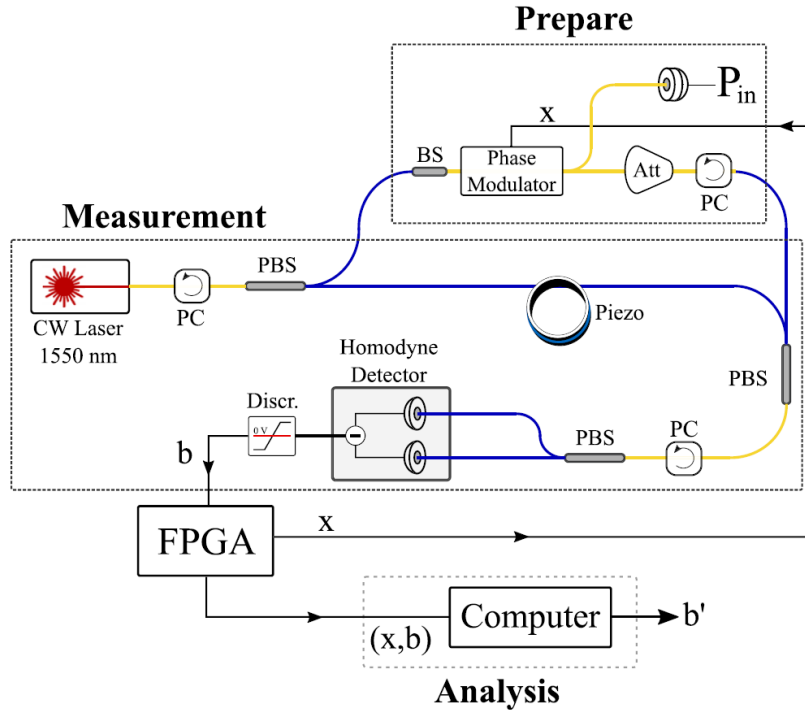 Prepare
P_in
x
BS
Phase
Modulator
Att
PC
Measurement
PBS
CW Laser
1550 nm
PC
Piezo
Homodyne
Detector
PBS
Discr.
0 V
−
PBS
PC
b
FPGA
x
Computer
b'
(x,b)
Analysis